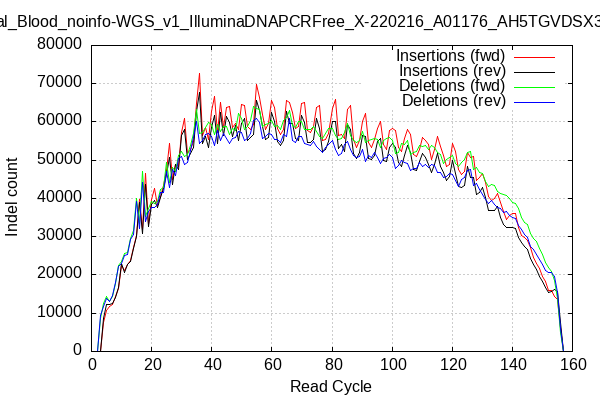 al_Blood_noinfo-WGS_v1_IlluminaDNAPCRFree_X-220216_A01176_AH5TGVDSX3
Insertions (fwd)
Insertions (rev)
Deletions (fwd)
Deletions (rev)
80000
70000
60000
50000
40000
30000
20000
10000
0
Indel count
0 20 40 60 80 100 120 140 160
Read Cycle